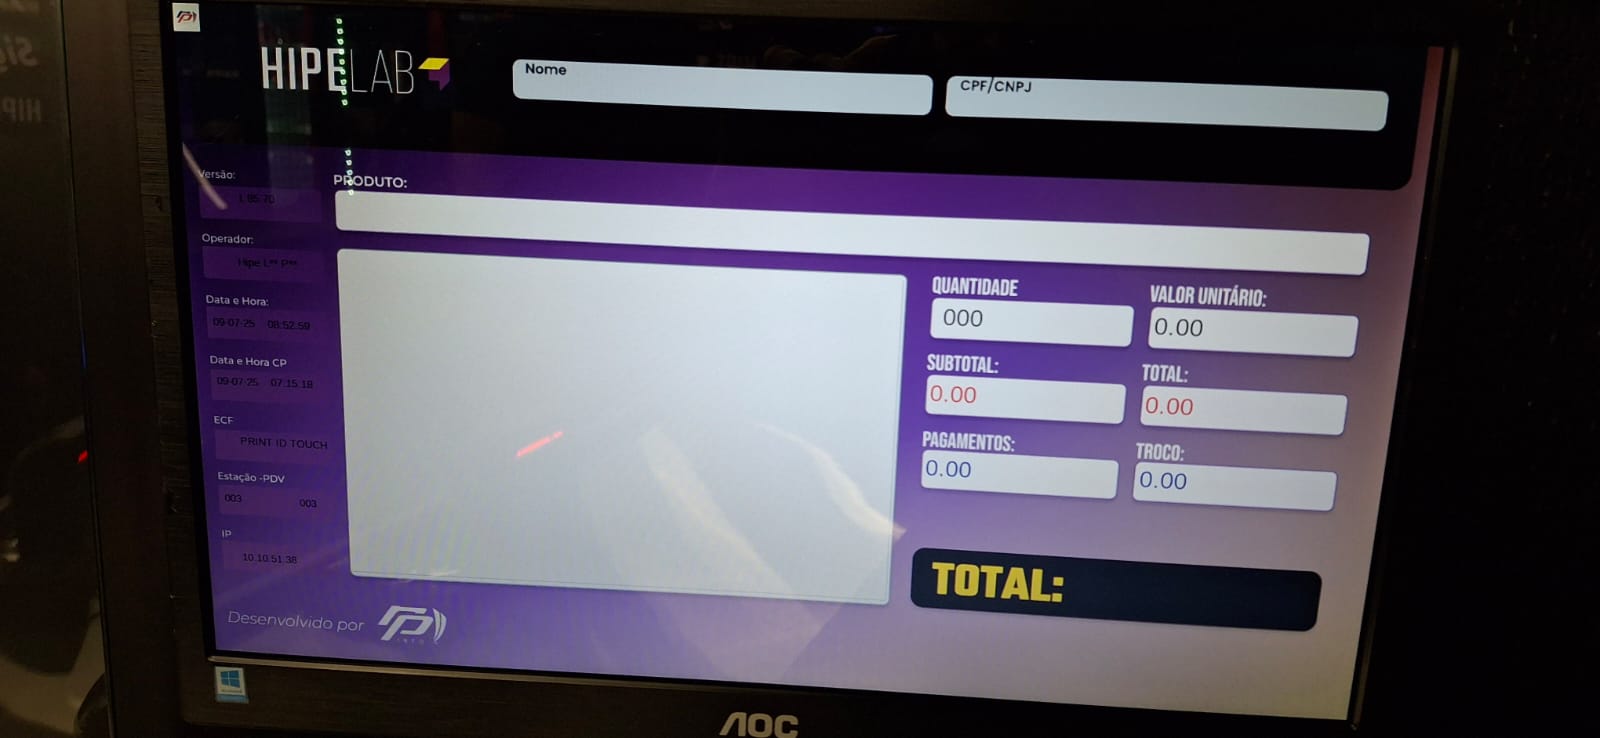 HIPELAB
Nome
CPF/CNPJ
Versão:
PRODUTO:
Operador:
Hipe L** P**
Data e Hora:
09-07-25 08:52:59
Data e Hora CP
09-07-25 07:15:18
ECF
PRINT ID TOUCH
Estação -PDV
003 003
IP
10.10.51.38
QUANTIDADE
000
VALOR UNITÁRIO:
0.00
SUBTOTAL:
0.00
TOTAL:
0.00
PAGAMENTOS:
0.00
TROCO:
0.00
TOTAL:
Desenvolvido por
AOC